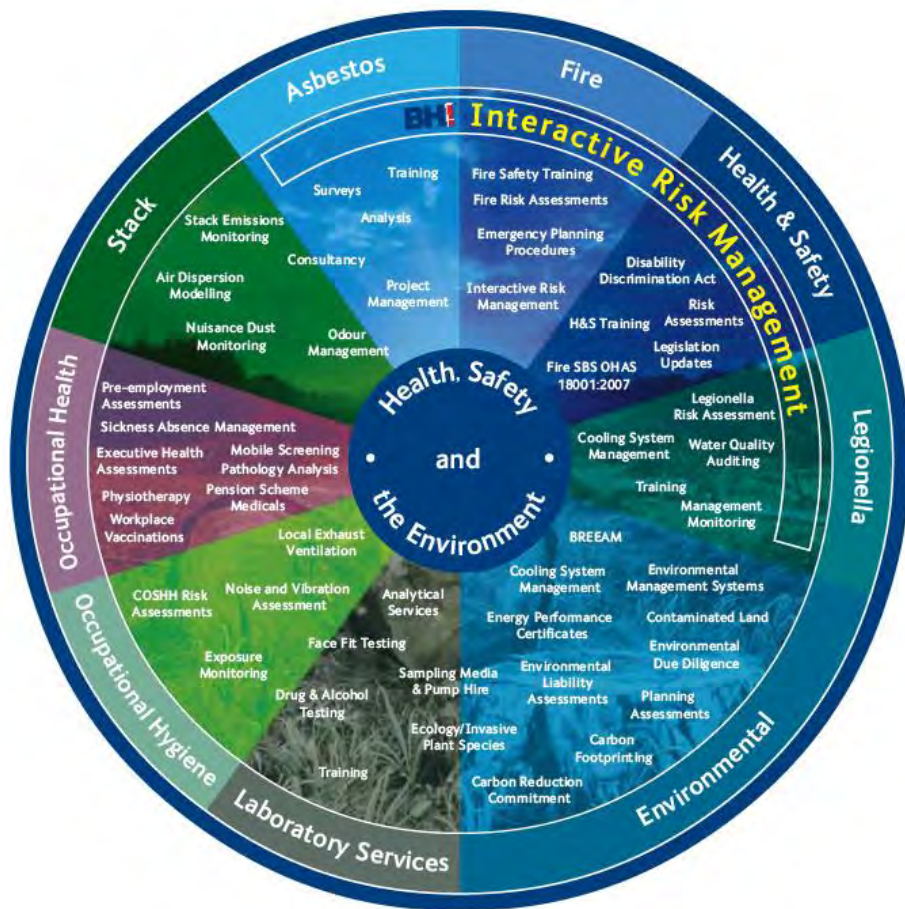 Asbestos
Fire
Health & Safety
Legionella
Environmental
Laboratory Services
Occupational Hygiene
Occupational Health
Stack
BHi Interactive Risk Management
Training
Surveys
Analysis
Consultancy
Project
Management
Fire Safety Training
Fire Risk Assessments
Emergency Planning
Procedures
Interactive Risk
Management
Disability
Discrimination Act
Risk
Assessments
H&S Training
Legislation
Updates
Fire SBS OHAS
18001:2007
Legionella
Risk Assessment
Cooling System
Management
Water Quality
Auditing
Training
Management
Monitoring
BREEAM
Cooling System
Management
Environmental
Management Systems
Energy Performance
Certificates
Contaminated Land
Environmental
Due Diligence
Environmental
Liability
Assessments
Planning
Assessments
Carbon
Footprinting
Carbon Reduction
Commitment
Analytical
Services
Face Fit Testing
Sampling Media
& Pump Hire
Drug & Alcohol
Testing
Ecology/Invasive
Plant Species
Training
Local Exhaust
Ventilation
COSHH Risk
Assessments
Noise and Vibration
Assessment
Exposure
Monitoring
Pre-employment
Assessments
Sickness Absence Management
Executive Health
Assessments
Mobile Screening
Pathology Analysis
Physiotherapy
Pension Scheme
Medicals
Workplace
Vaccinations
Stack Emissions
Monitoring
Air Dispersion
Modelling
Nuisance Dust
Monitoring
Odour
Management
Health, Safety
• and •
the Environment